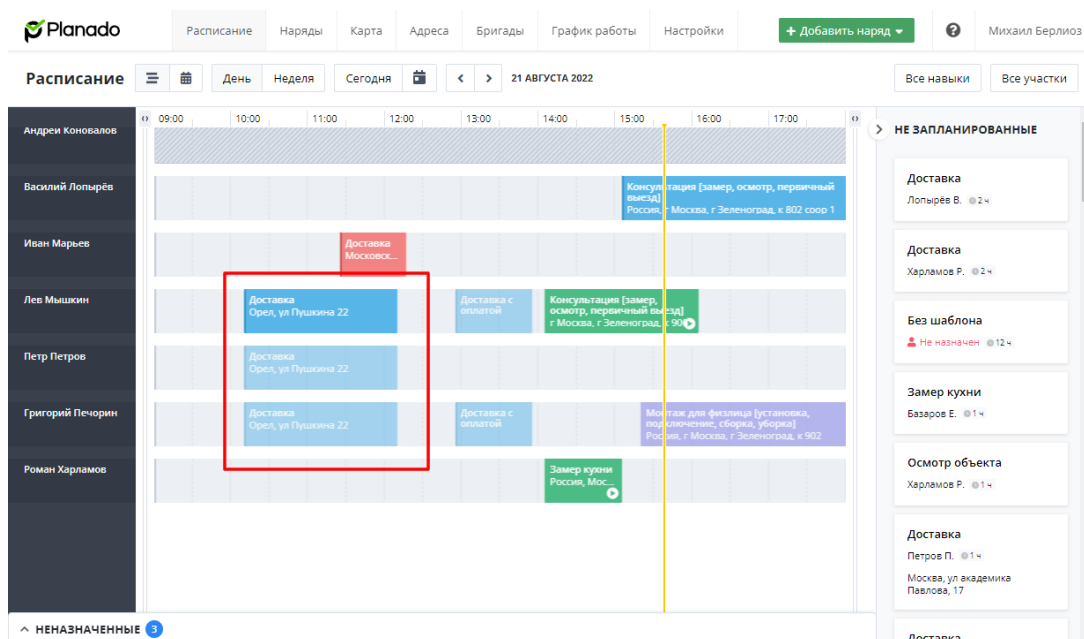 Planado
Расписание Наряды Карта Адреса Бригады График работы Настройки + Добавить наряд Михаил Берлиоз
Расписание День Неделя Сегодня 21 АВГУСТА 2022 Все навыки Все участки
09:00 10:00 11:00 12:00 13:00 14:00 15:00 16:00 17:00
Андреи Коновалов
Василий Лопырёв
Консультация [замер, осмотр, первичный
выезд]
Россия, г Москва, г Зеленоград, к 802 соор 1
Иван Марьев
Доставка
Московск...
Лев Мышкин
Доставка
Орел, ул Пушкина 22
Доставка с
оплатой
Консультация [замер,
осмотр, первичный выезд]
г Москва, г Зеленоград, к 90
Петр Петров
Доставка
Орел, ул Пушкина 22
Григорий Печорин
Доставка
Орел, ул Пушкина 22
Доставка с
оплатой
Монтаж для физлица [установка,
подключение, сборка, уборка]
Россия, г Москва, г Зеленоград, к 902
Роман Харламов
Замер кухни
Россия, Мос...
НЕНАЗНАЧЕННЫЕ 3
НЕ ЗАПЛАНИРОВАННЫЕ
Доставка
Лопырёв В. 2 ч
Доставка
Харламов Р. 2 ч
Без шаблона
Не назначен 12 ч
Замер кухни
Базаров Е. 1 ч
Осмотр объекта
Харламов Р. 1 ч
Доставка
Петров П. 1 ч
Москва, ул академика
Павлова, 17
Доставка